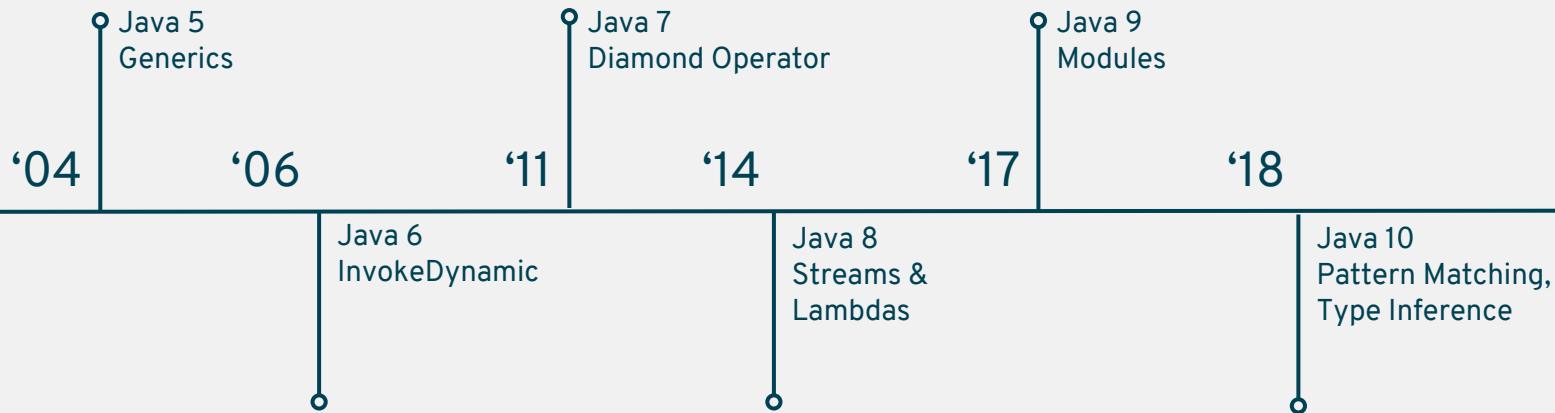 Java 5
Generics
Java 7
Diamond Operator
Java 9
Modules
‘04
‘06
‘11
‘14
‘17
‘18
Java 6
InvokeDynamic
Java 8
Streams &
Lambdas
Java 10
Pattern Matching,
Type Inference